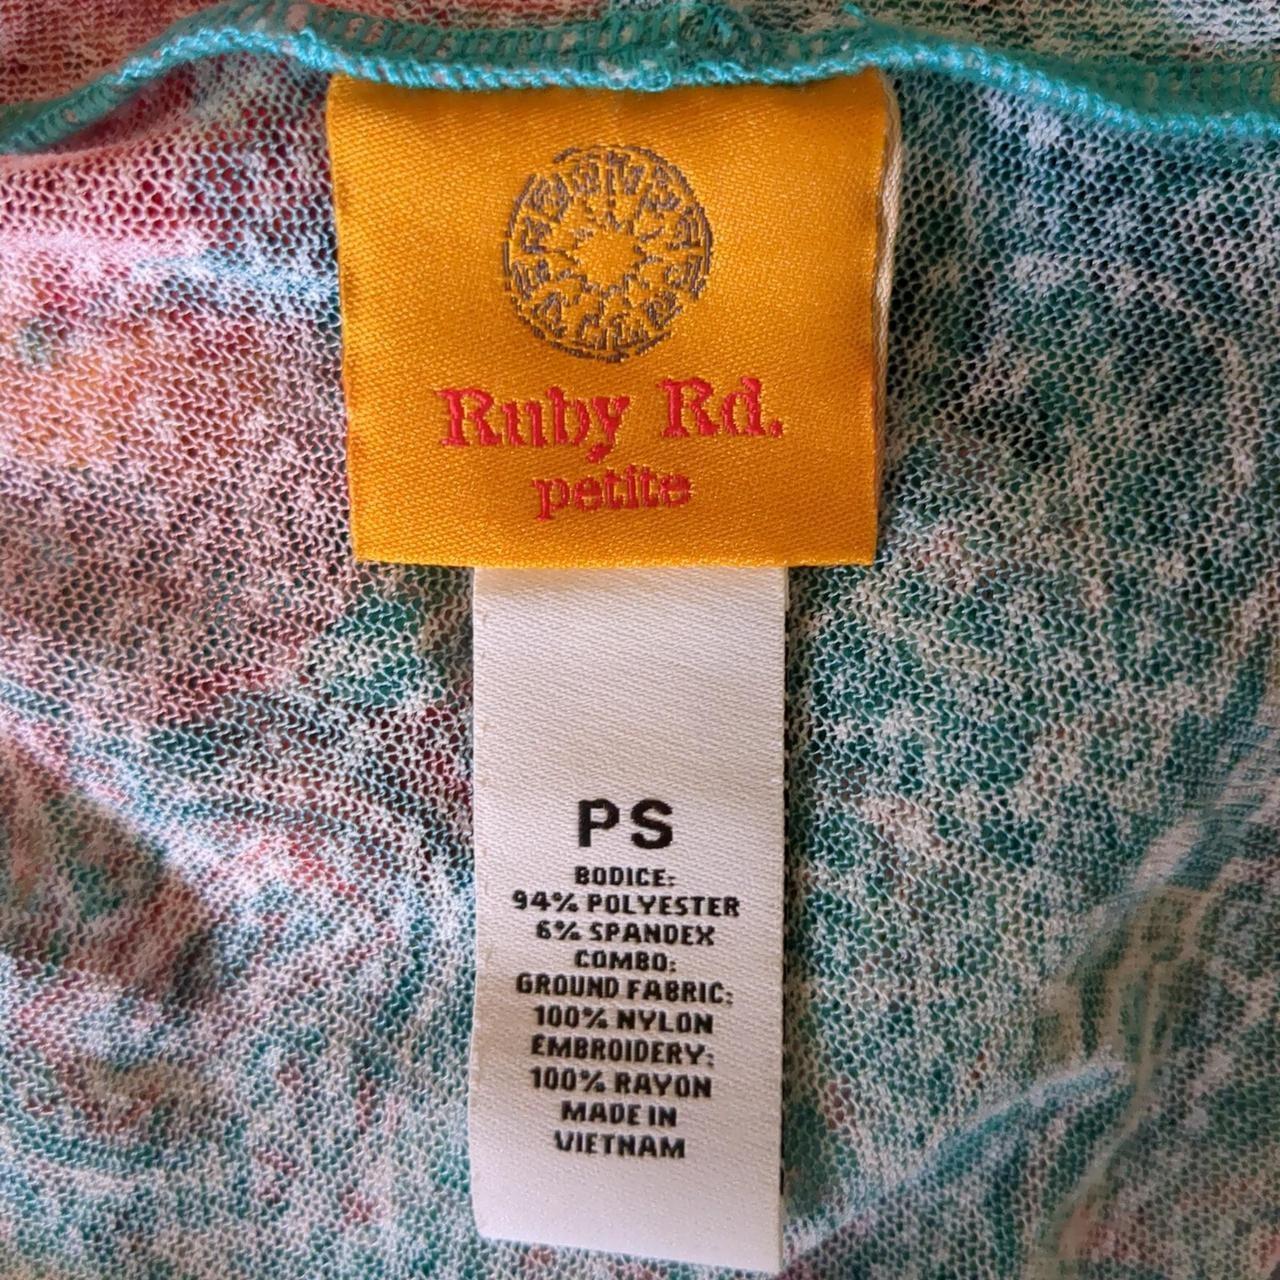 Ruby Rd.
petite
PS
BODICE:
94% POLYESTER
6% SPANDEX
COMBO:
GROUND FABRIC:
100% NYLON
EMBROIDERY:
100% RAYON
MADE IN
VIETNAM